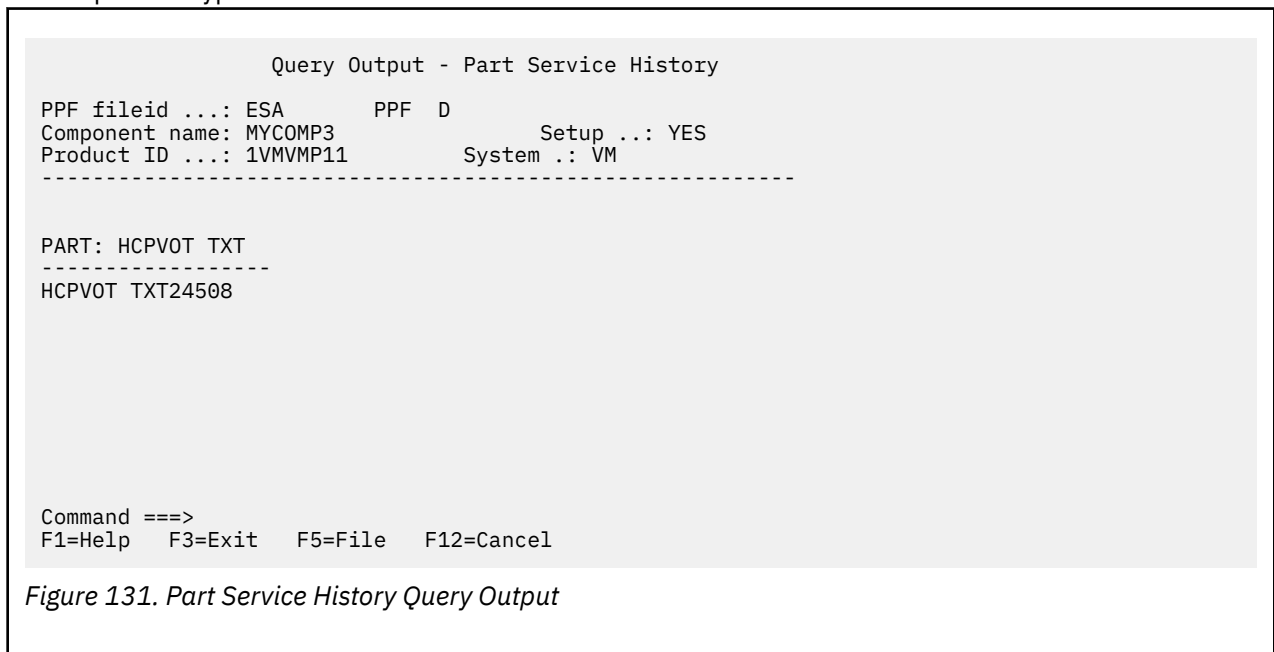 Query Output - Part Service History
PPF fileid ...: ESA PPF D
Component name: MYCOMP3 Setup ..: YES
Product ID ...: 1VMVMP11 System .: VM
-----------------------------------------------------------
PART: HCPVOT TXT
------------------
HCPVOT TXT24508
Command ===>
F1=Help F3=Exit F5=File F12=Cancel
Figure 131. Part Service History Query Output